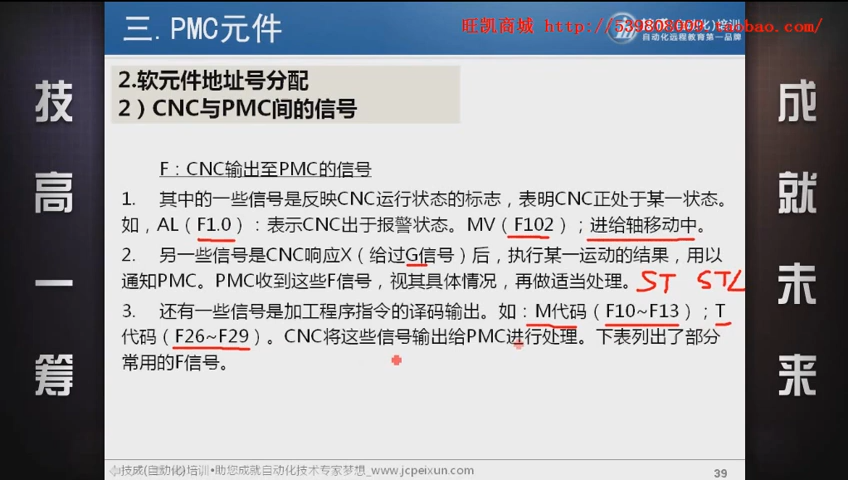 三.PMC元件
旺凯商城 http://539808008.taobao.com/
自动化远程教育第一品牌
2.软元件地址号分配
2）CNC与PMC间的信号
F：CNC输出至PMC的信号
1. 其中的一些信号是反映CNC运行状态的标志，表明CNC正处于某一状态。
如，AL（F1.0）：表示CNC出于报警状态。MV（F102）；进给轴移动中。
2. 另一些信号是CNC响应X（给过G信号）后，执行某一运动的结果，用以
通知PMC。PMC收到这些F信号，视其具体情况，再做适当处理。 ST STL
3. 还有一些信号是加工程序指令的译码输出。如：M代码（F10~F13）；T
代码（F26~F29）。CNC将这些信号输出给PMC进行处理。下表列出了部分
常用的F信号。
技高一筹
成就未来
技成(自动化)培训•助您成就自动化技术专家梦想_www.jcpeixun.com
39